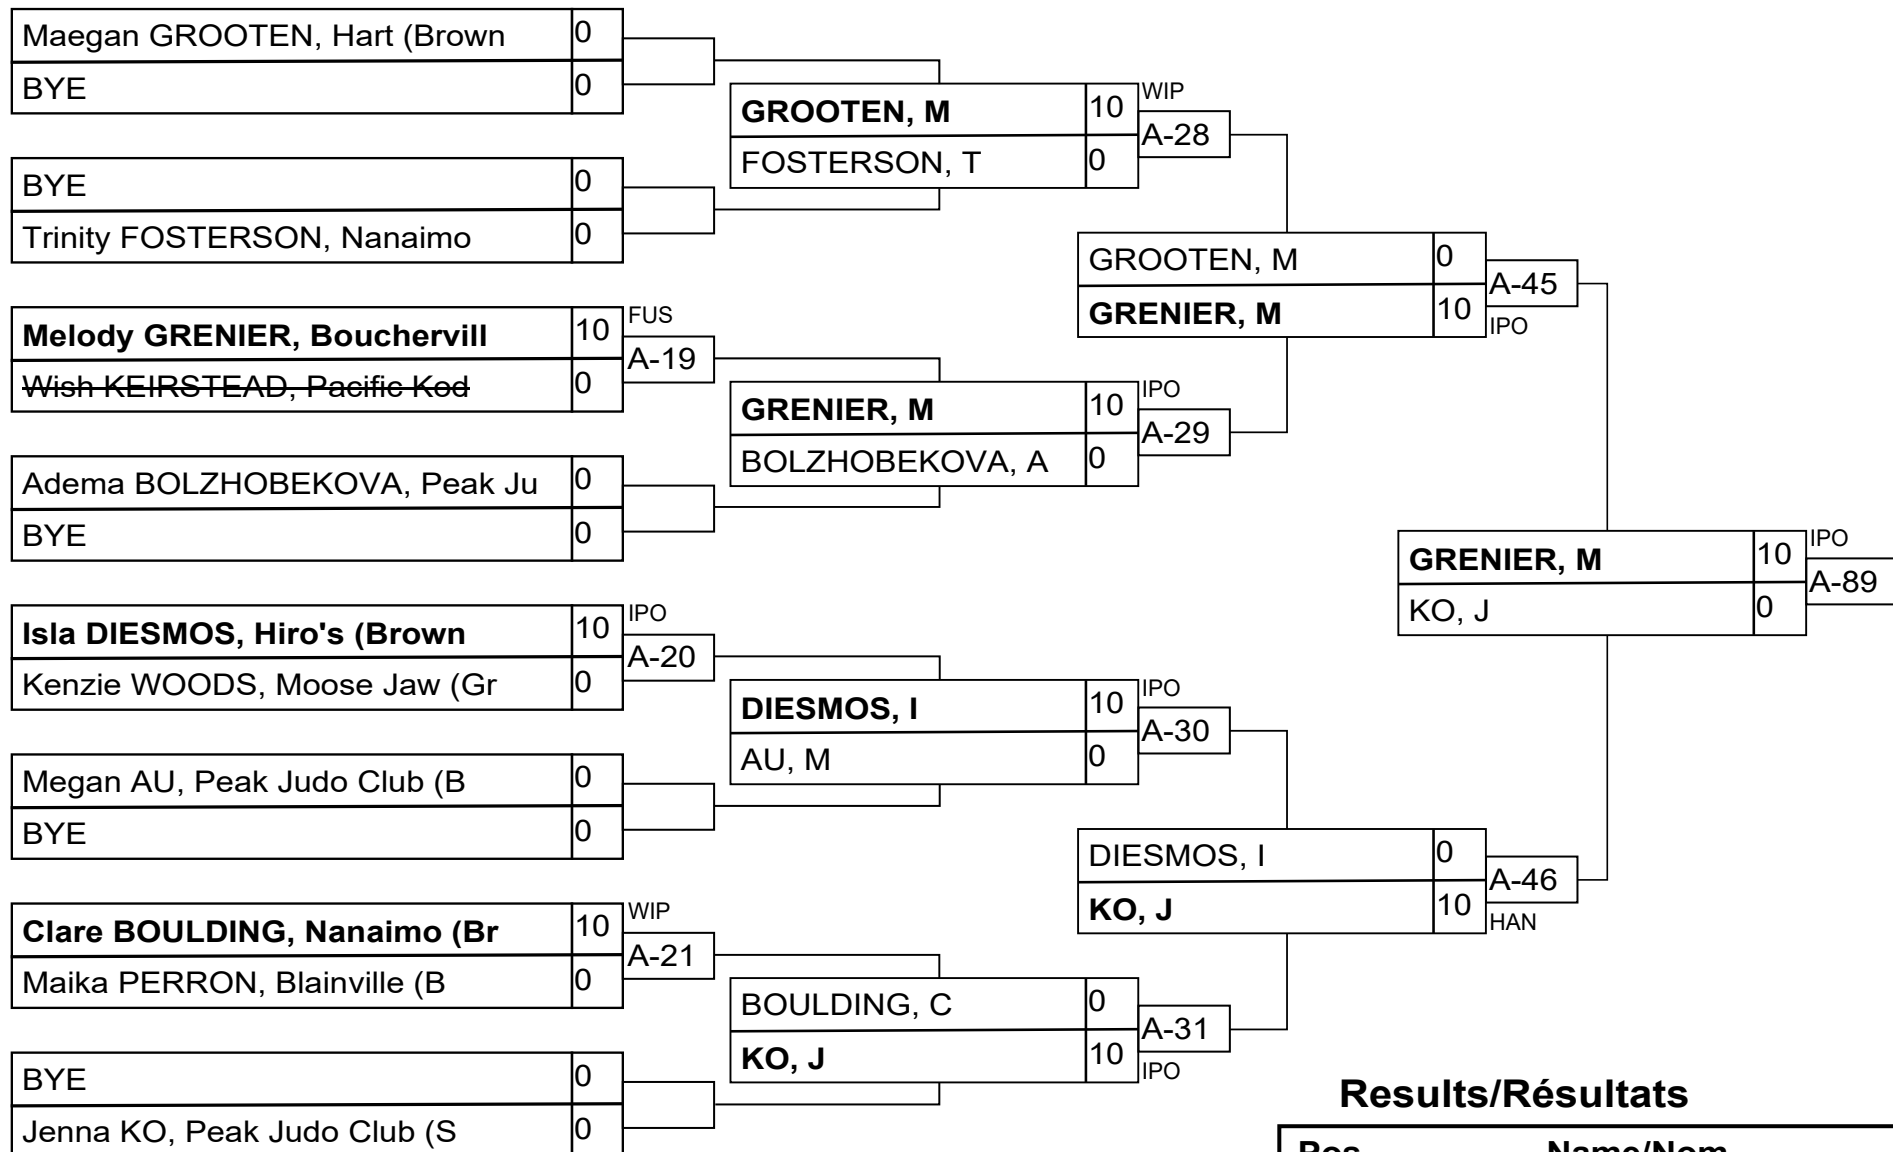 Maegan GROOTEN, Hart (Brown 0
BYE 0
BYE 0
Trinity FOSTERSON, Nanaimo 0
Melody GRENIER, Bouchervill 10
Wish KEIRSTEAD, Pacific Kod 0
FUS
A-19
Adema BOLZHOBEKOVA, Peak Ju 0
BYE 0
Isla DIESMOS, Hiro's (Brown 10
Kenzie WOODS, Moose Jaw (Gr 0
IPO
A-20
Megan AU, Peak Judo Club (B 0
BYE 0
Clare BOULDING, Nanaimo (Br 10
Maika PERRON, Blainville (B 0
WIP
A-21
BYE 0
Jenna KO, Peak Judo Club (S 0
GROOTEN, M 10
FOSTERSON, T 0
WIP
A-28
GRENIER, M 10
BOLZHOBEKOVA, A 0
IPO
A-29
DIESMOS, I 10
AU, M 0
IPO
A-30
BOULDING, C 0
KO, J 10
A-31
IPO
GROOTEN, M 0
GRENIER, M 10
A-45
IPO
DIESMOS, I 0
KO, J 10
A-46
HAN
GRENIER, M 10
KO, J 0
IPO
A-89
Results/Résultats
Pos Name/Nom